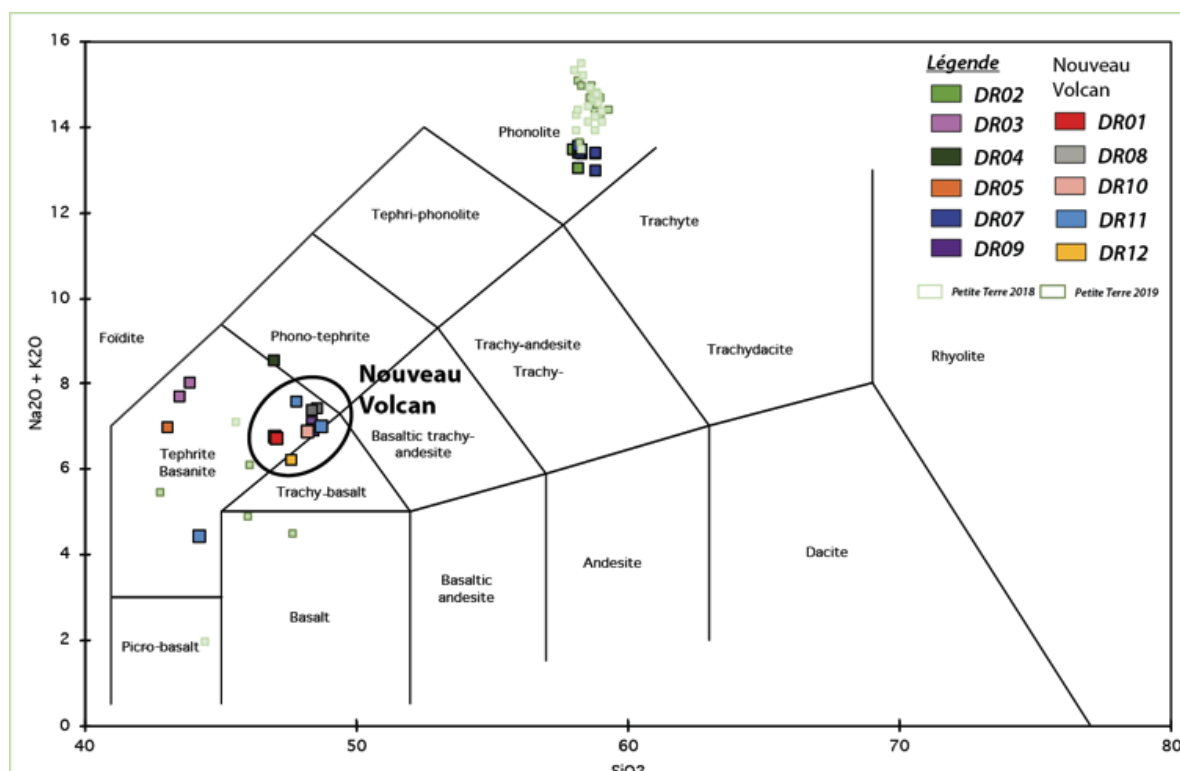 16
14
12
10
8
6
4
2
0
Na2O + K2O
40
50
60
70
80
SiO2
Légende
DR02
DR03
DR04
DR05
DR07
DR09
Nouveau
Volcan
DR01
DR08
DR10
DR11
DR12
Petite Terre 2018
Petite Terre 2019
Phonolite
Tephri-phonolite
Trachyte
Foïdite
Phono-tephrite
Trachy-andesite
Trachy-
Trachydacite
Rhyolite
Nouveau
Volcan
Tephrite
Basanite
Basaltic trachy-
andesite
Trachy-basalt
Basaltic
andesite
Andesite
Dacite
Basalt
Picro-basalt